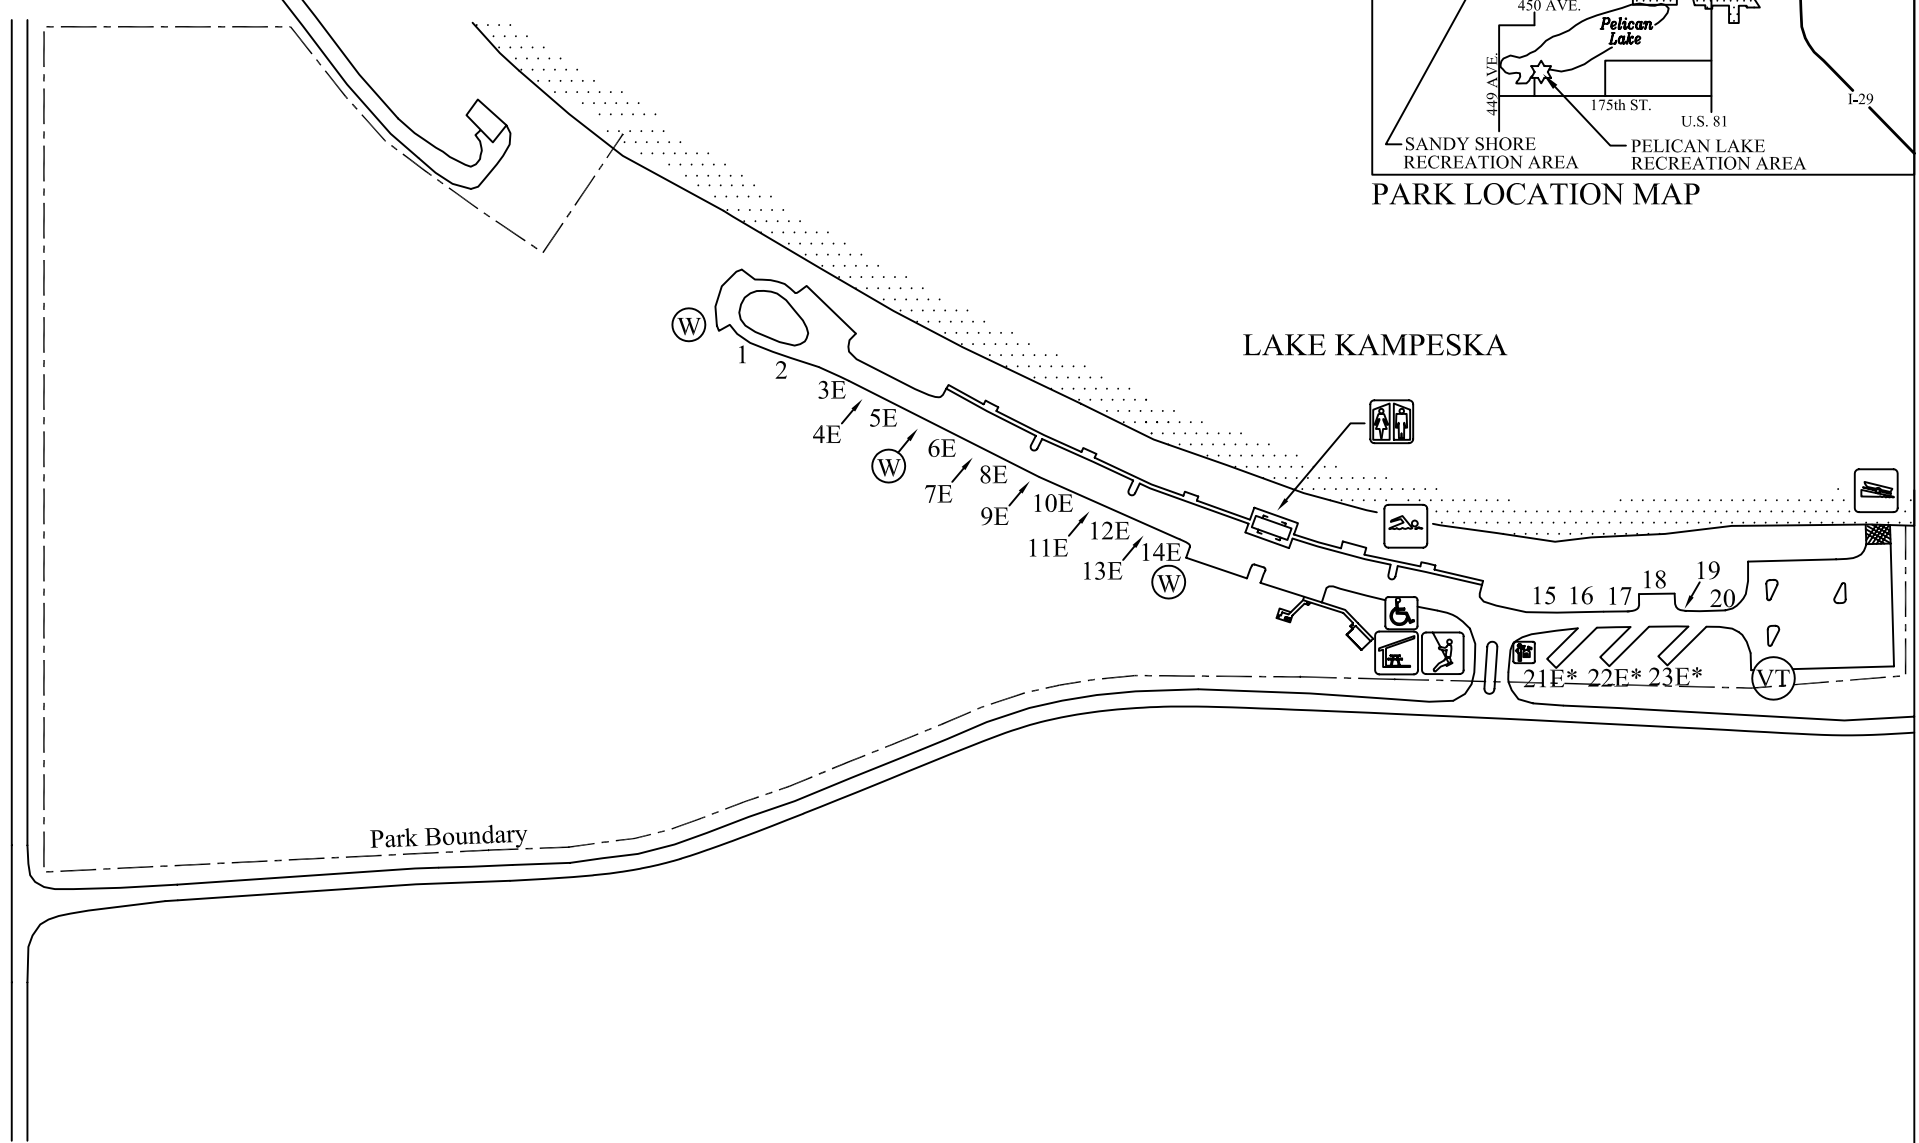 450 AVE.
Pelican
Lake
449 AVE.
175th ST.
I-29
U.S. 81
SANDY SHORE
RECREATION AREA
PELICAN LAKE
RECREATION AREA
PARK LOCATION MAP
LAKE KAMPESKA
W
1
2
3E
4E
5E
W
6E
7E
8E
9E
10E
11E
12E
13E
14E
W
15
16
17
18
19
20
21E*
22E*
23E*
VT
Park Boundary